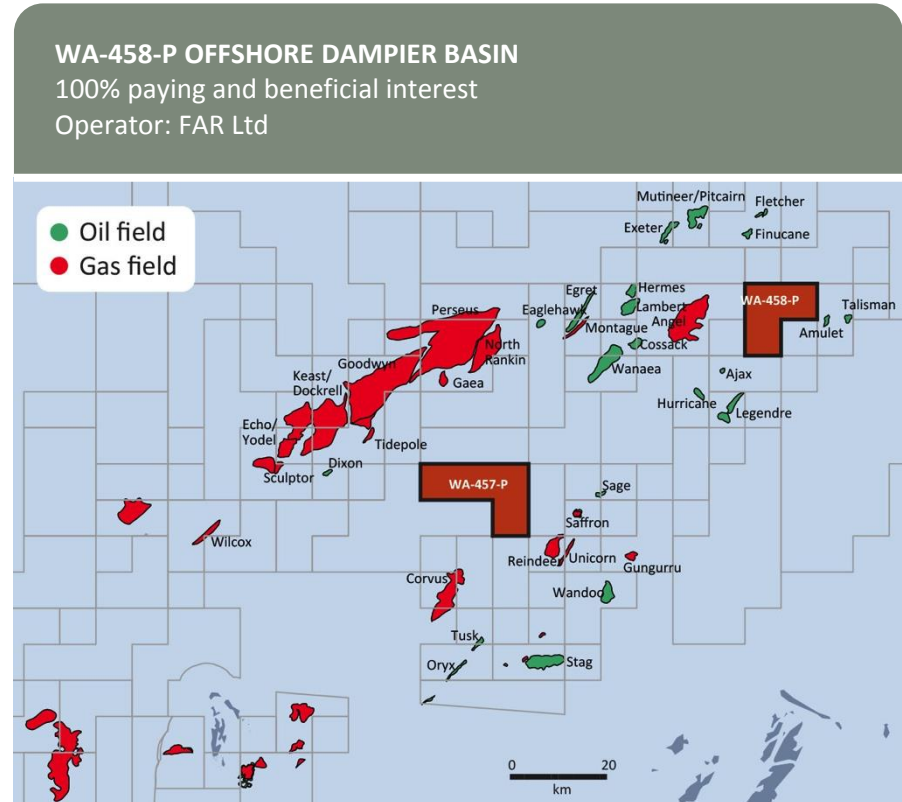 WA-458-P OFFSHORE DAMPIER BASIN
100% paying and beneficial interest
Operator: FAR Ltd
Oil field
Gas field
Mutineer/Pitcairn
Fletcher
Exeter
Finucane
Hermes
Egret
WA-458-P
Talisman
Perseus
Eaglehawk
Lambert
Angel
Montague
Amulet
North
Rankin
Cossack
Goodwyn
Wanaea
Keast/
Dockrell
Gaea
Ajax
Hurricane
Legendre
Echo/
Yodel
Tidepole
Dixon
Sculptor
WA-457-P
Sage
Saffron
Wilcox
Reindee
Unicorn
Gungurru
Corvus
Wandoo
Tusk
Oryx
Stag
0
20
km